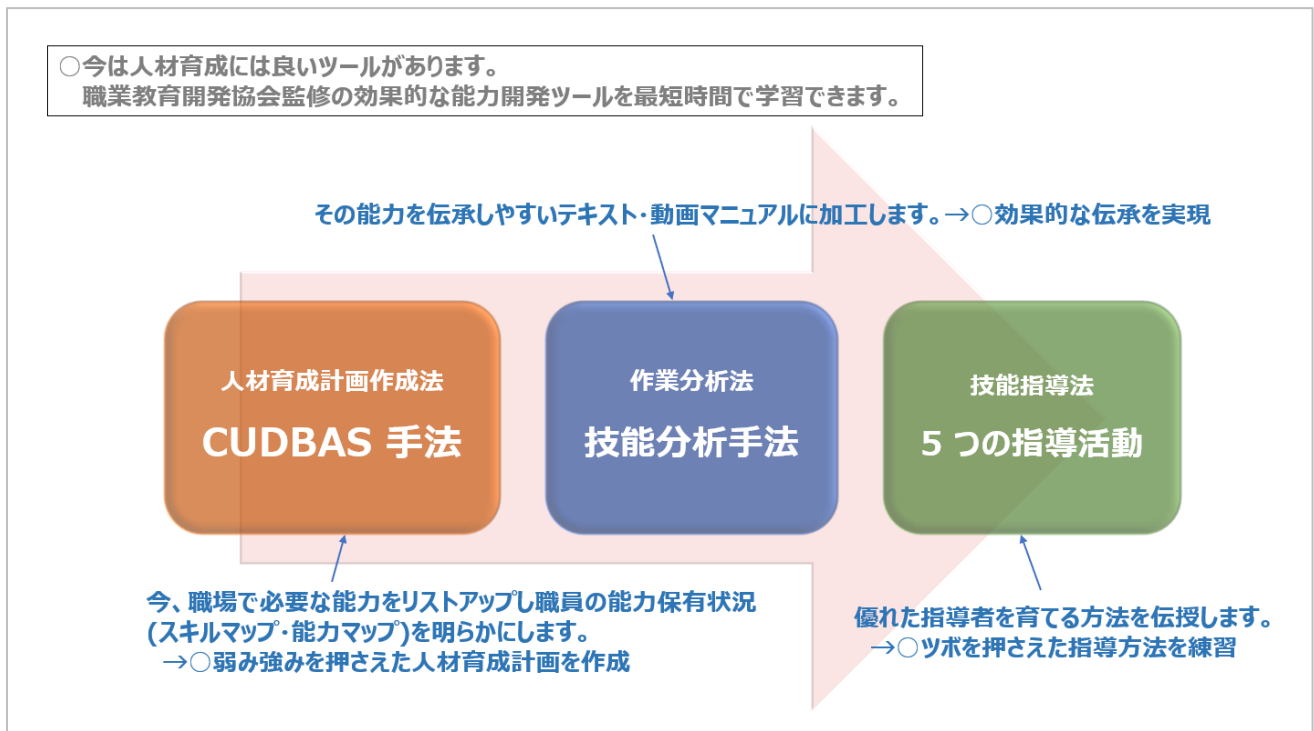 ○今は人材育成には良いツールがあります。
職業教育開発協会監修の効果的な能力開発ツールを最短時間で学習できます。
その能力を伝承しやすいテキスト・動画マニュアルに加工します。→○効果的な伝承を実現
人材育成計画作成法
CUDBAS 手法
作業分析法
技能分析手法
技能指導法
5 つの指導活動
今、職場で必要な能力をリストアップし職員の能力保有状況
(スキルマップ・能力マップ)を明らかにします。
→○弱み強みを押さえた人材育成計画を作成
優れた指導者を育てる方法を伝授します。
→○ツボを押さえた指導方法を練習